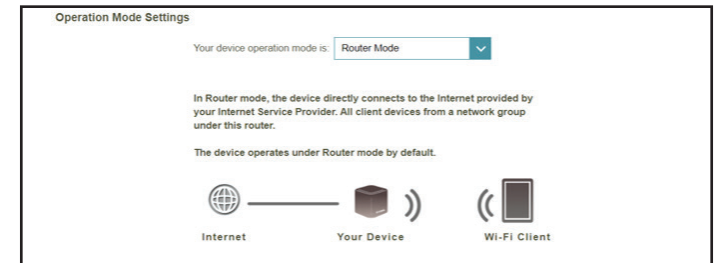 Operation Mode Settings
Your device operation mode is: Router Mode
In Router mode, the device directly connects to the Internet provided by
your Internet Service Provider. All client devices from a network group
under this router.
The device operates under Router mode by default.
Internet Your Device Wi-Fi Client